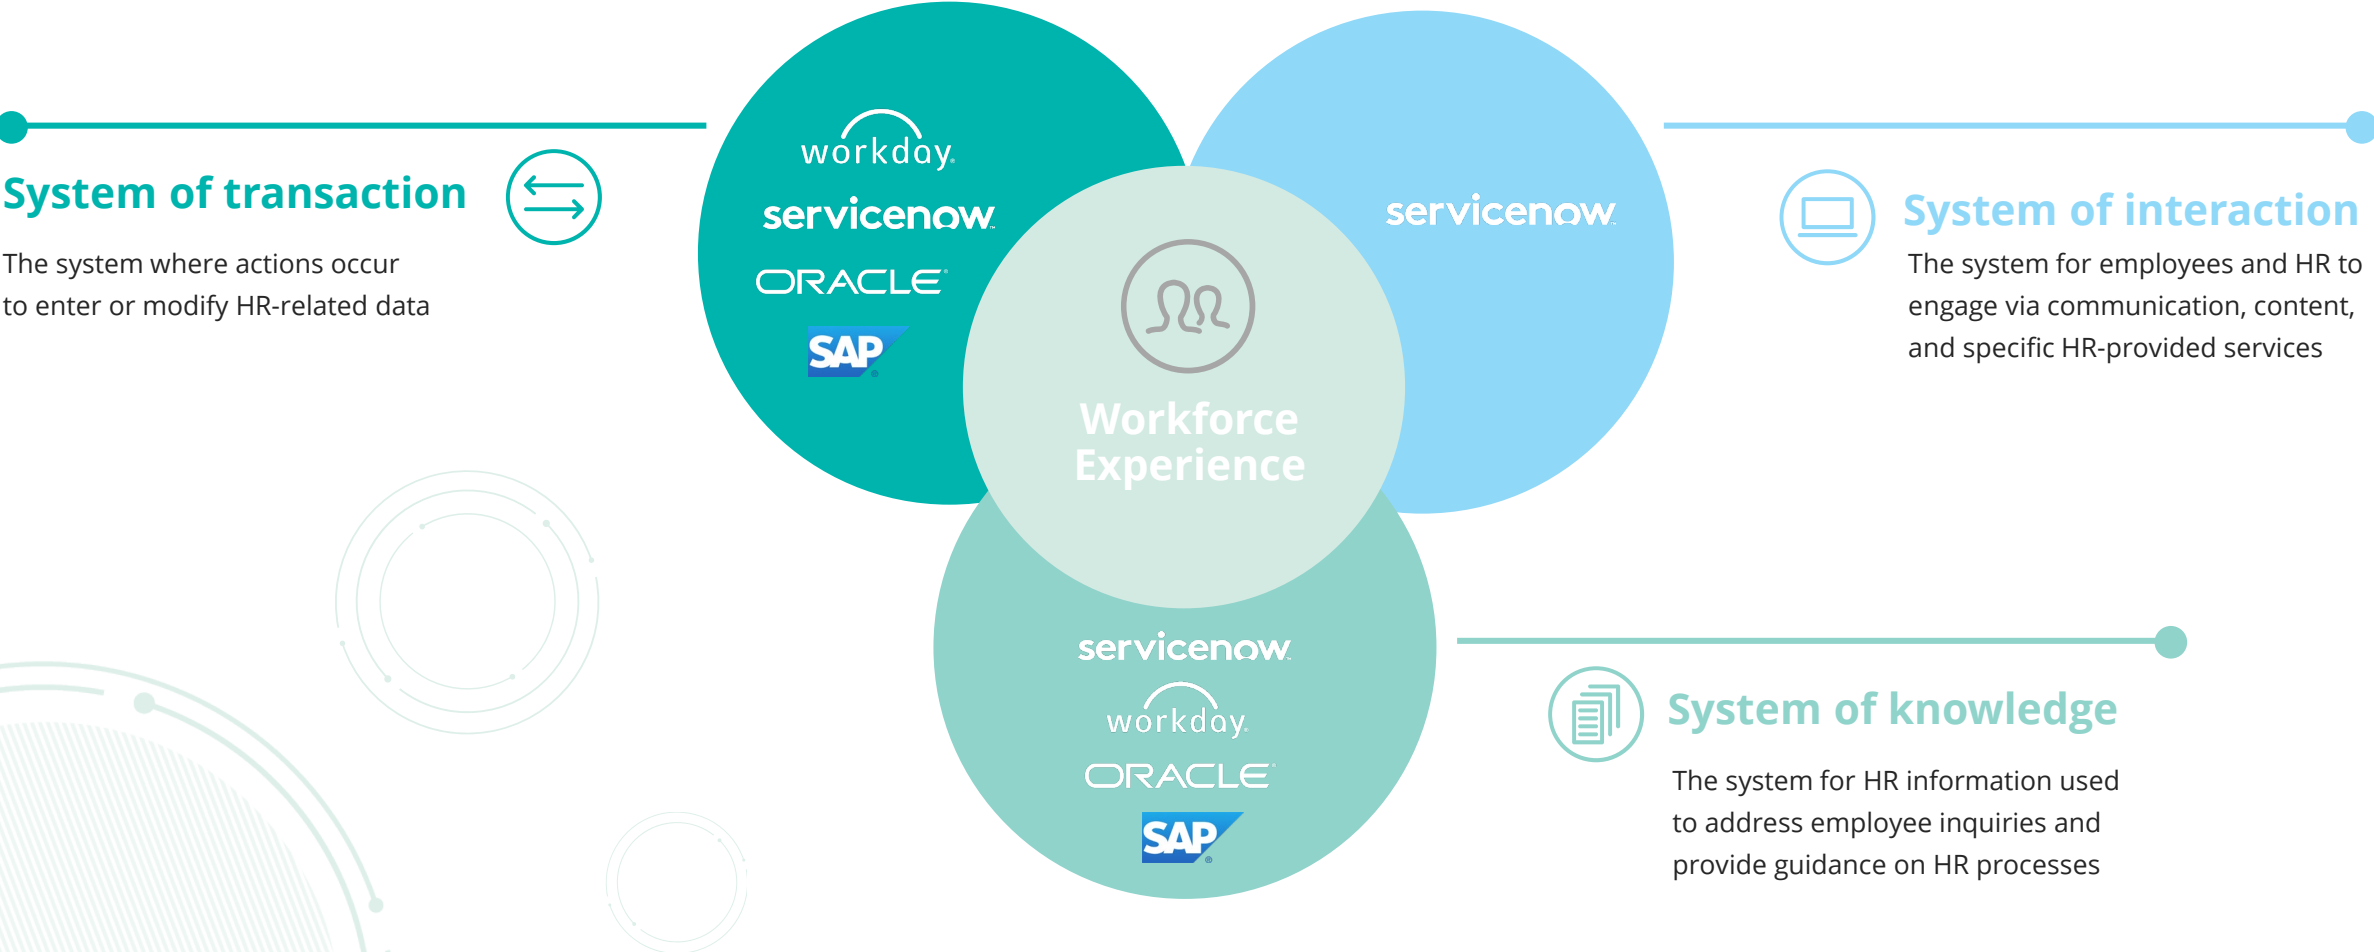 System of transaction
The system where actions occur
to enter or modify HR-related data
workday®
servicenow™
ORACLE®
SAP®
servicenow™
System of interaction
The system for employees and HR to
engage via communication, content,
and specific HR-provided services
Workforce
Experience
servicenow™
workday®
ORACLE®
SAP®
System of knowledge
The system for HR information used
to address employee inquiries and
provide guidance on HR processes